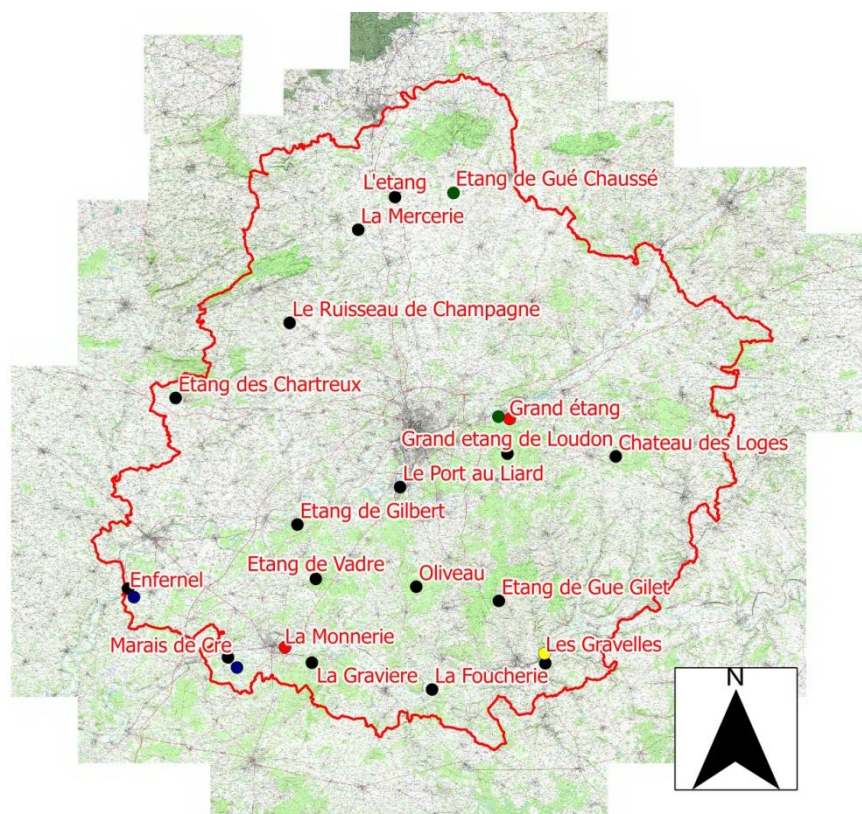 L'etang
Etang de Gué Chaussé
La Mercerie
Le Ruisseau de Champagne
Etang des Chartreux
Grand étang
Grand etang de Loudon
Chateau des Loges
Le Port au Liard
Etang de Gilbert
Etang de Vadre
Oliveau
Enfernel
Etang de Gue Gilet
Marais de Cre
La Monnerie
Les Gravelles
La Graviere
La Foucherie
N